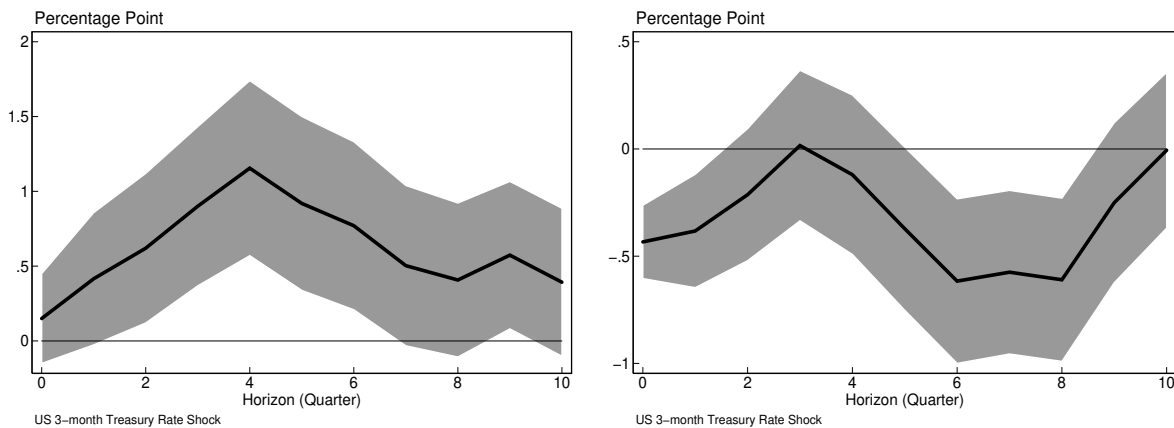 Percentage Point
2
1.5
1
.5
0
0 2 4 6 8 10
Horizon (Quarter)
US 3−month Treasury Rate Shock
Percentage Point
.5
0
−.5
−1
0 2 4 6 8 10
Horizon (Quarter)
US 3−month Treasury Rate Shock